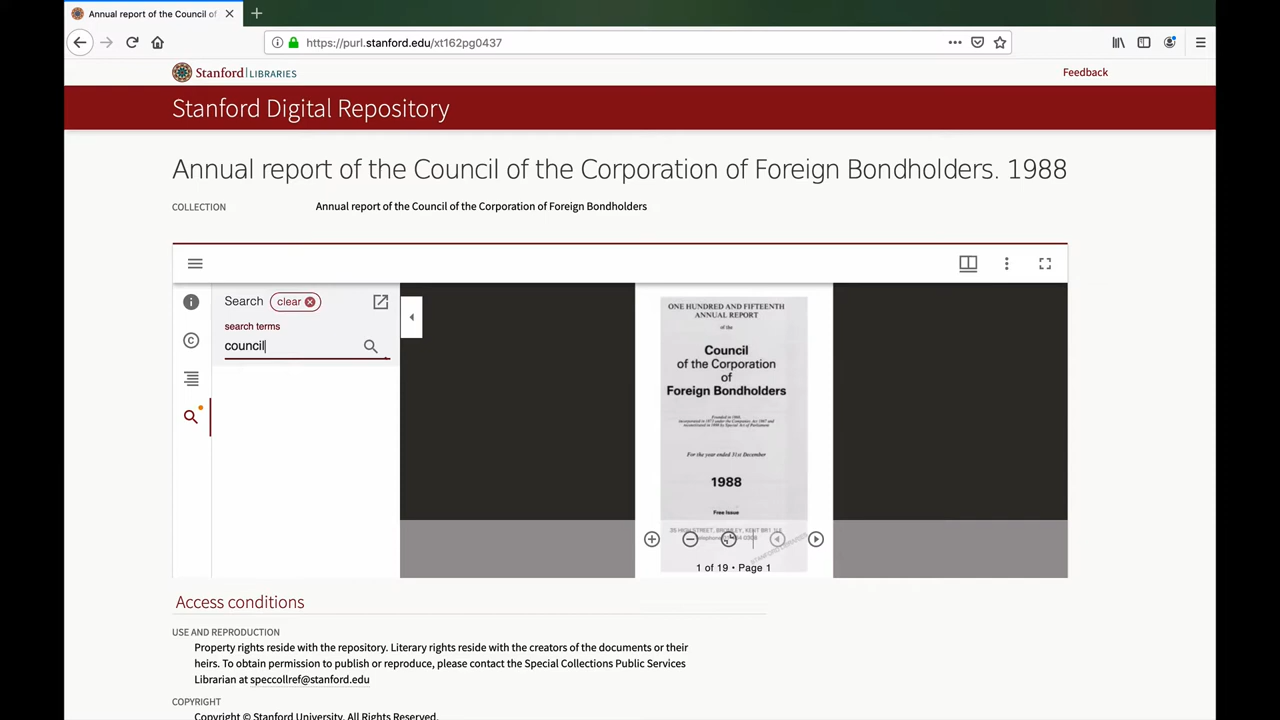 Annual report of the Council of
https://purl.stanford.edu/xt162pg0437
Stanford LIBRARIES
Feedback
Stanford Digital Repository
Annual report of the Council of the Corporation of Foreign Bondholders. 1988
COLLECTION
Annual report of the Council of the Corporation of Foreign Bondholders
Search
clear
search terms
council
ONE HUNDRED AND FIFTEENTH
ANNUAL REPORT
of the
Council
of the Corporation
of
Foreign Bondholders
For the year ended 31st December
1988
Free Issue
STANFORD LIBRARIES
1 of 19 • Page 1
Access conditions
USE AND REPRODUCTION
Property rights reside with the repository. Literary rights reside with the creators of the documents or their
heirs. To obtain permission to publish or reproduce, please contact the Special Collections Public Services
Librarian at speccollref@stanford.edu
COPYRIGHT
Copyright © Stanford University. All Rights Reserved.